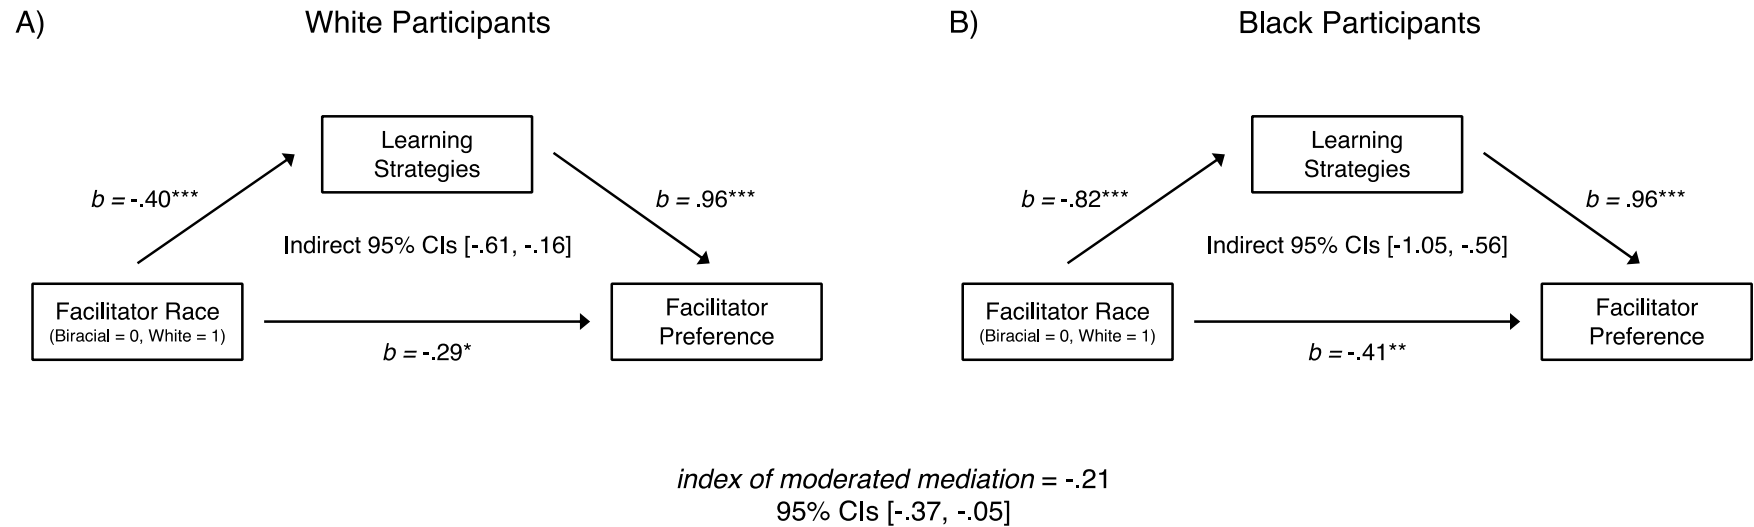 A)
White Participants
Learning
Strategies
b = -.40***
b = .96***
Indirect 95% CIs [-.61, -.16]
Facilitator Race
(Biracial = 0, White = 1)
Facilitator
Preference
b = -.29*
B)
Black Participants
Learning
Strategies
b = -.82***
b = .96***
Indirect 95% CIs [-1.05, -.56]
Facilitator Race
(Biracial = 0, White = 1)
Facilitator
Preference
b = -.41**
index of moderated mediation = -.21
95% CIs [-.37, -.05]